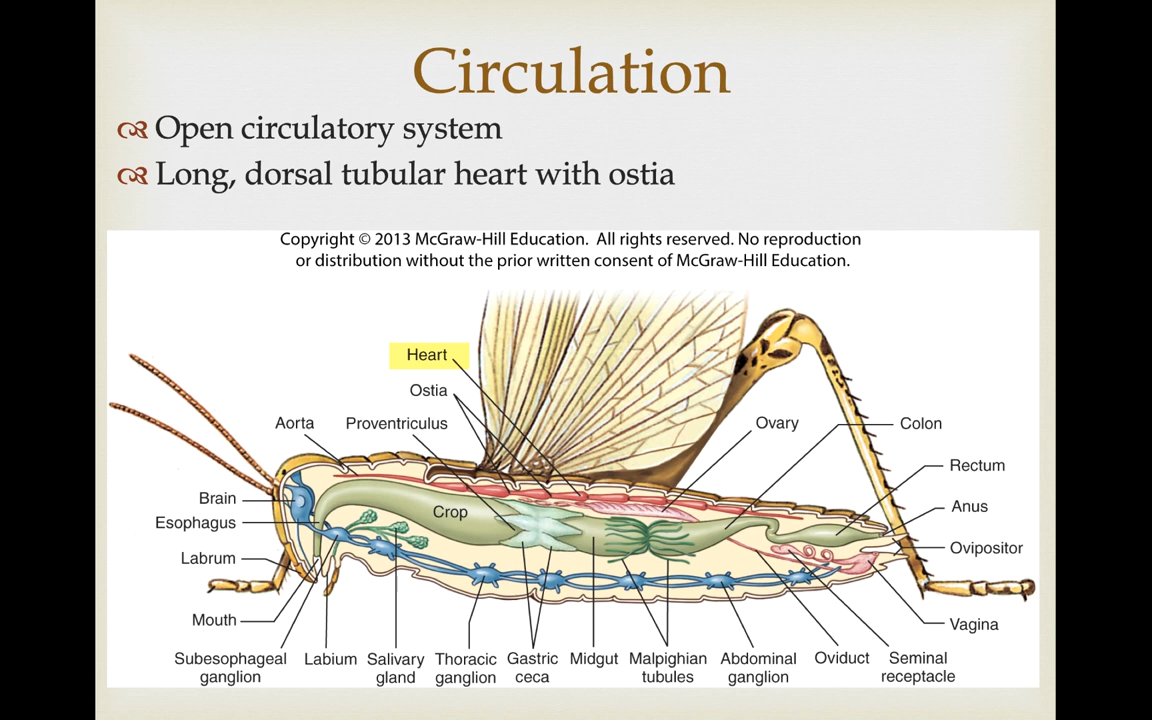 Circulation
Open circulatory system
Long, dorsal tubular heart with ostia
Copyright © 2013 McGraw-Hill Education. All rights reserved. No reproduction
or distribution without the prior written consent of McGraw-Hill Education.
Heart
Ostia
Aorta
Proventriculus
Ovary
Colon
Rectum
Brain
Crop
Anus
Esophagus
Ovipositor
Labrum
Mouth
Vagina
Subesophageal
ganglion
Labium
Salivary
gland
Thoracic
ganglion
Gastric
ceca
Midgut
Malpighian
tubules
Abdominal
ganglion
Oviduct
Seminal
receptacle